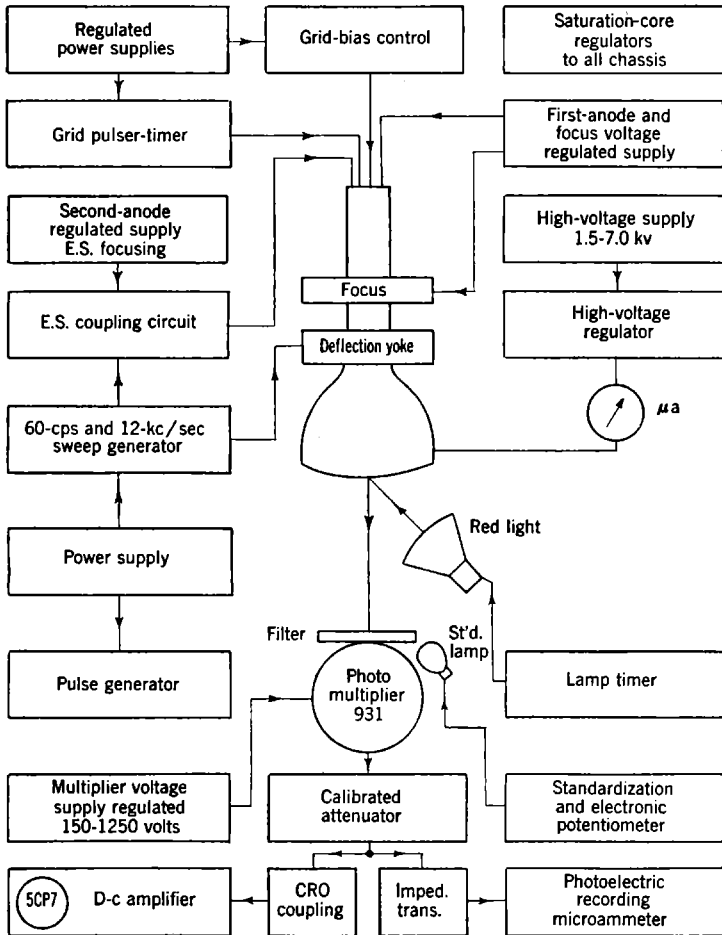 Regulated
power supplies
Grid-bias control
Saturation-core
regulators
to all chassis
Grid pulser-timer
First-anode and
focus voltage
regulated supply
Second-anode
regulated supply
E.S. focusing
High-voltage supply
1.5-7.0 kv
Focus
E.S. coupling circuit
Deflection yoke
High-voltage
regulator
μa
60-cps and 12-kc/sec
sweep generator
Red light
Power supply
Filter
St'd.
lamp
Pulse generator
Photo
multiplier
931
Lamp timer
Multiplier voltage
supply regulated
150-1250 volts
Calibrated
attenuator
Standardization
and electronic
potentiometer
5CP7
D-c amplifier
CRO
coupling
Imped.
trans.
Photoelectric
recording
microammeter